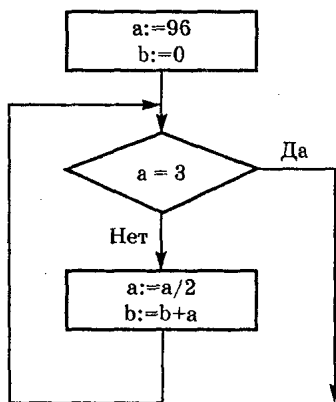 a:=96
b:=0
a = 3
Да
Нет
a:=a/2
b:=b+a